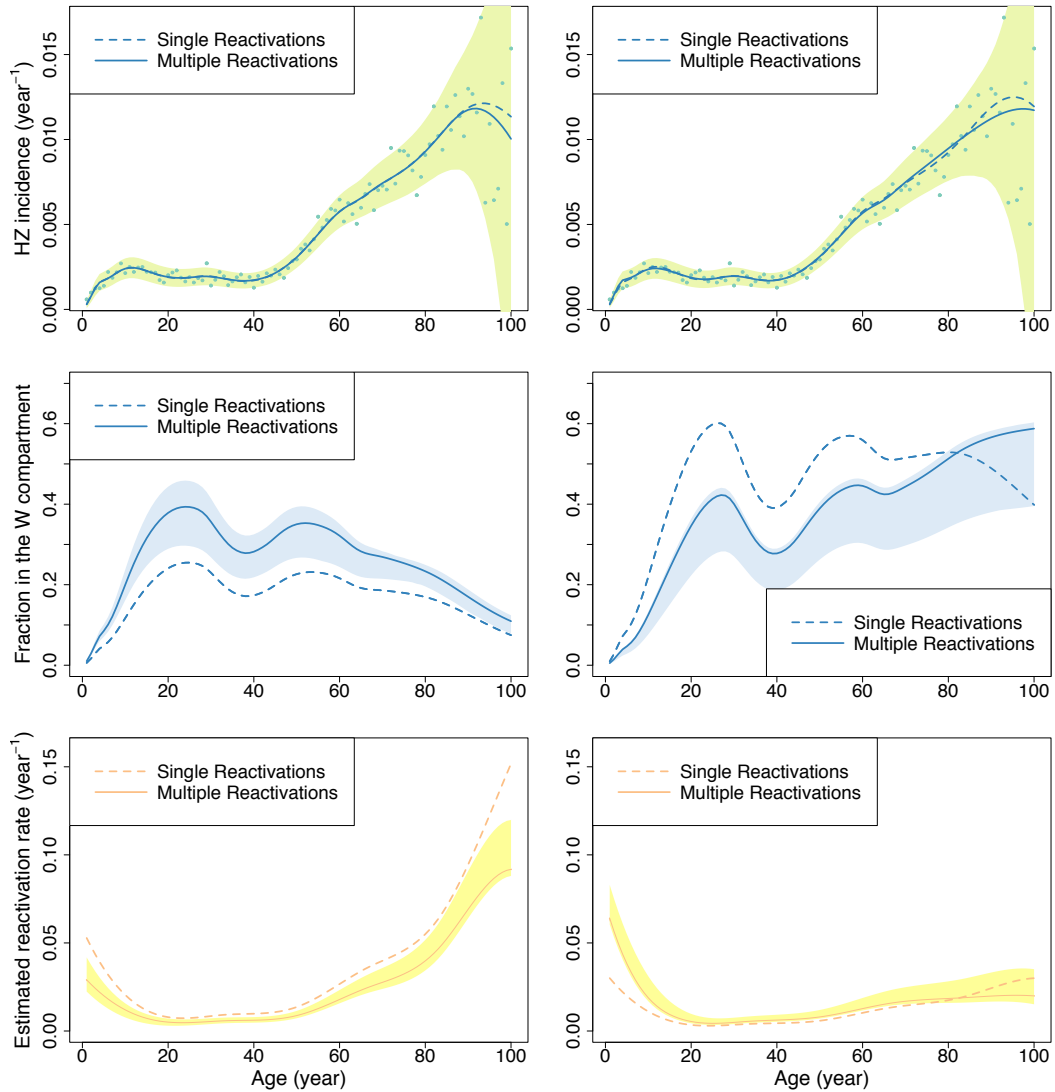 HZ incidence (year⁻¹)
0.000 0.005 0.010 0.015
Single Reactivations
Multiple Reactivations
0 20 40 60 80 100
0.000 0.005 0.010 0.015
Single Reactivations
Multiple Reactivations
0 20 40 60 80 100
Fraction in the W compartment
0.0 0.2 0.4 0.6
Single Reactivations
Multiple Reactivations
0 20 40 60 80 100
0.0 0.2 0.4 0.6
Single Reactivations
Multiple Reactivations
0 20 40 60 80 100
Estimated reactivation rate (year⁻¹)
0.00 0.05 0.10 0.15
Single Reactivations
Multiple Reactivations
0 20 40 60 80 100
Age (year)
0.00 0.05 0.10 0.15
Single Reactivations
Multiple Reactivations
0 20 40 60 80 100
Age (year)